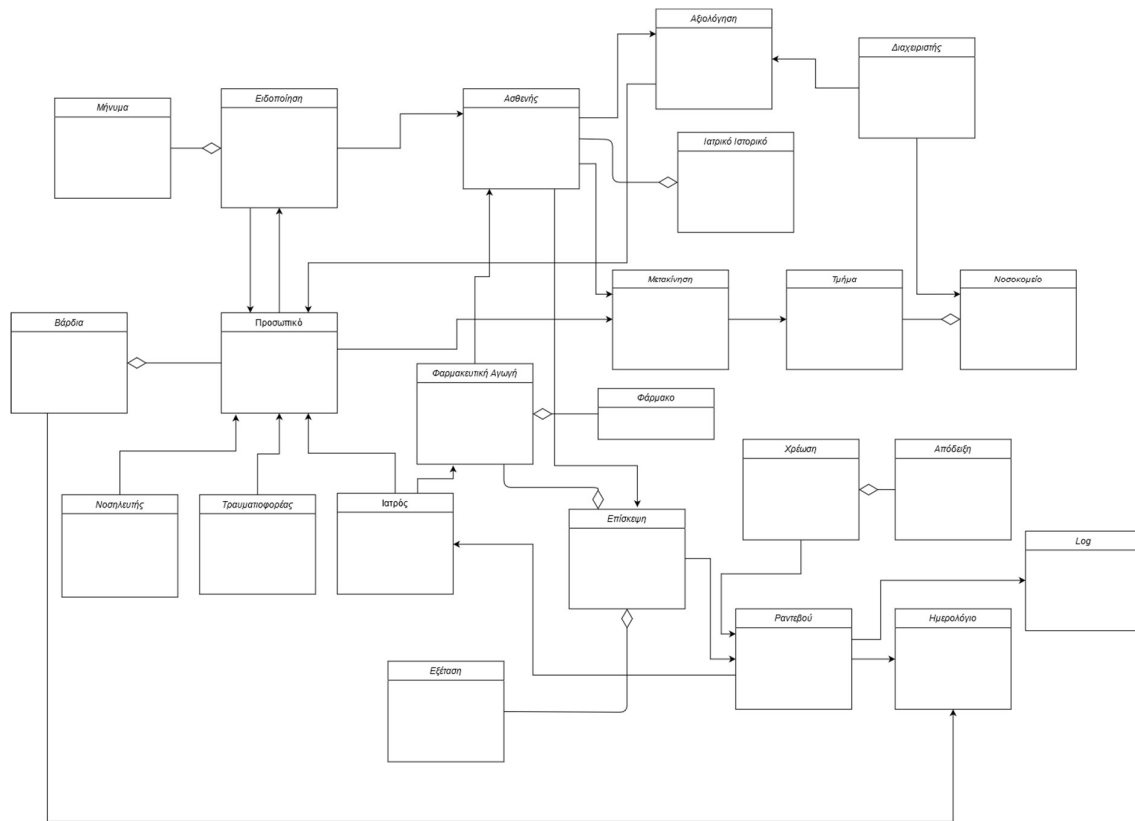 Αξιολόγηση
Διαχειριστής
Μήνυμα
Ειδοποίηση
Ασθενής
Ιατρικό Ιστορικό
Μετακίνηση
Τμήμα
Νοσοκομείο
Βάρδια
Προσωπικό
Φαρμακευτική Αγωγή
Φάρμακο
Χρέωση
Απόδειξη
Νοσηλευτής
Τραυματιοφορέας
Ιατρός
Επίσκεψη
Log
Ραντεβού
Ημερολόγιο
Εξέταση